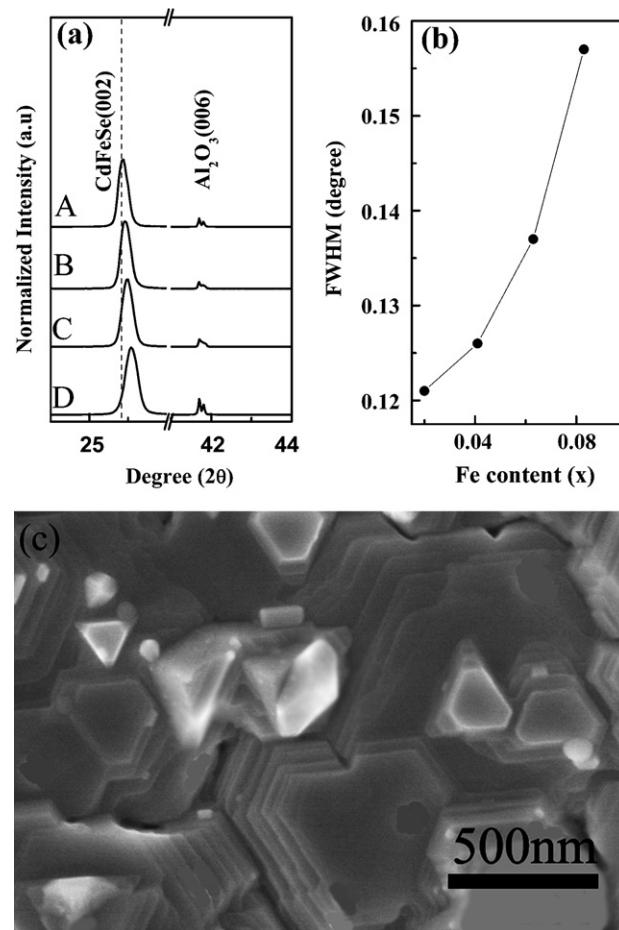 (a)
CdFeSe(002)
Al₂O₃(006)
Normalized Intensity (a.u)
A
B
C
D
25
42
44
Degree (2θ)
(b)
0.16
0.15
0.14
0.13
0.12
FWHM (degree)
0.04
0.08
Fe content (x)
(c)
500nm